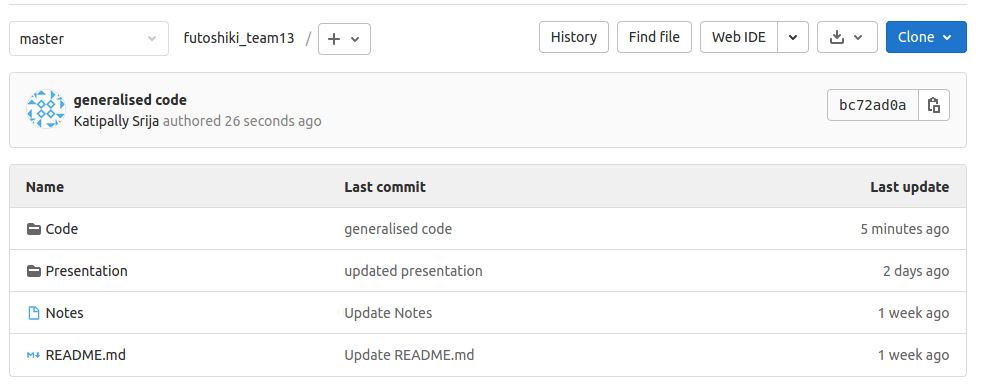 master futoshiki_team13 / + History Find file Web IDE Clone
generalised code
Katipally Srija authored 26 seconds ago bc72ad0a
Name Last commit Last update
Code generalised code 5 minutes ago
Presentation updated presentation 2 days ago
Notes Update Notes 1 week ago
README.md Update README.md 1 week ago